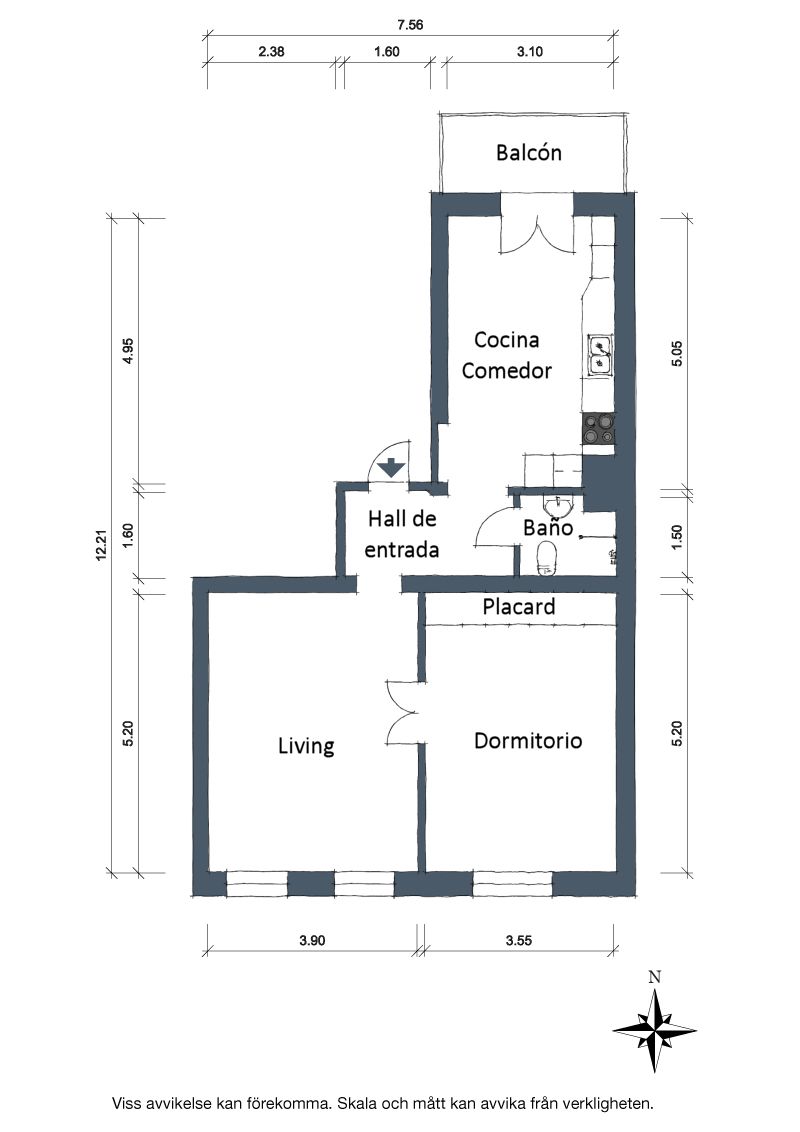 7.56
2.38
1.60
3.10
Balcón
4.95
5.05
Cocina
Comedor
Hall de
entrada
Baño
12.21
1.60
1.50
Placard
5.20
5.20
Living
Dormitorio
3.90
3.55
N
Viss avvikelse kan förekomma. Skala och mått kan avvika från verkligheten.